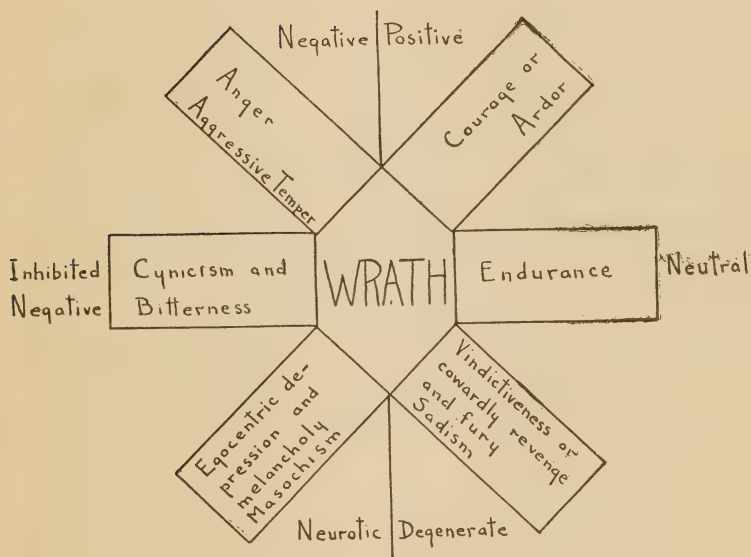 Negative Positive
Anger
Aggressive Temper
Courage or
Ardor
Inhibited
Negative
Cynicism and
Bitterness
WRATH
Endurance
Neutral
Egocentric de-
pression and
melancholy
Masochism
Vindictiveness or
cowardly revenge
and fury
Sadism
Neurotic Degenerate